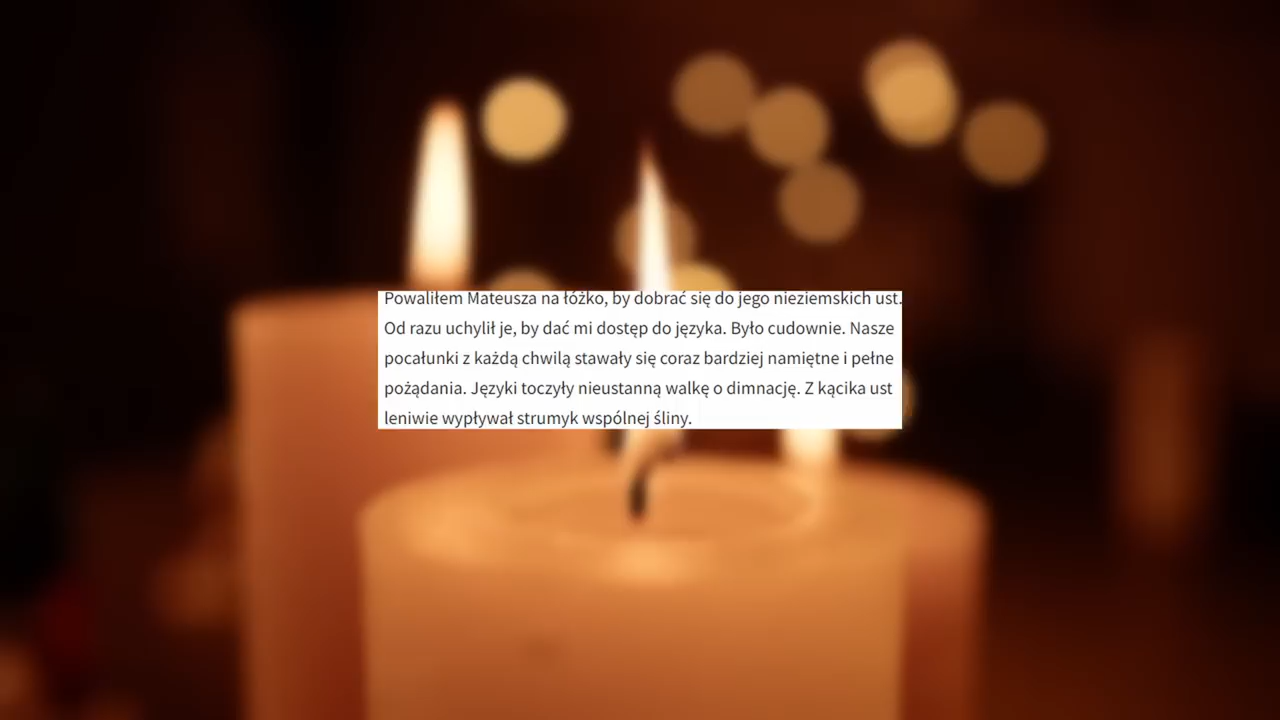 Powaliłem Mateusza na łóżko, by dobrać się do jego nieziemskich ust.
Od razu uchylił je, by dać mi dostęp do języka. Było cudownie. Nasze
pocałunki z każdą chwilą stawały się coraz bardziej namiętne i pełne
pożądania. Języki toczyły nieustanną walkę o dimnację. Z kącika ust
leniwie wypływał strumyk wspólnej śliny.